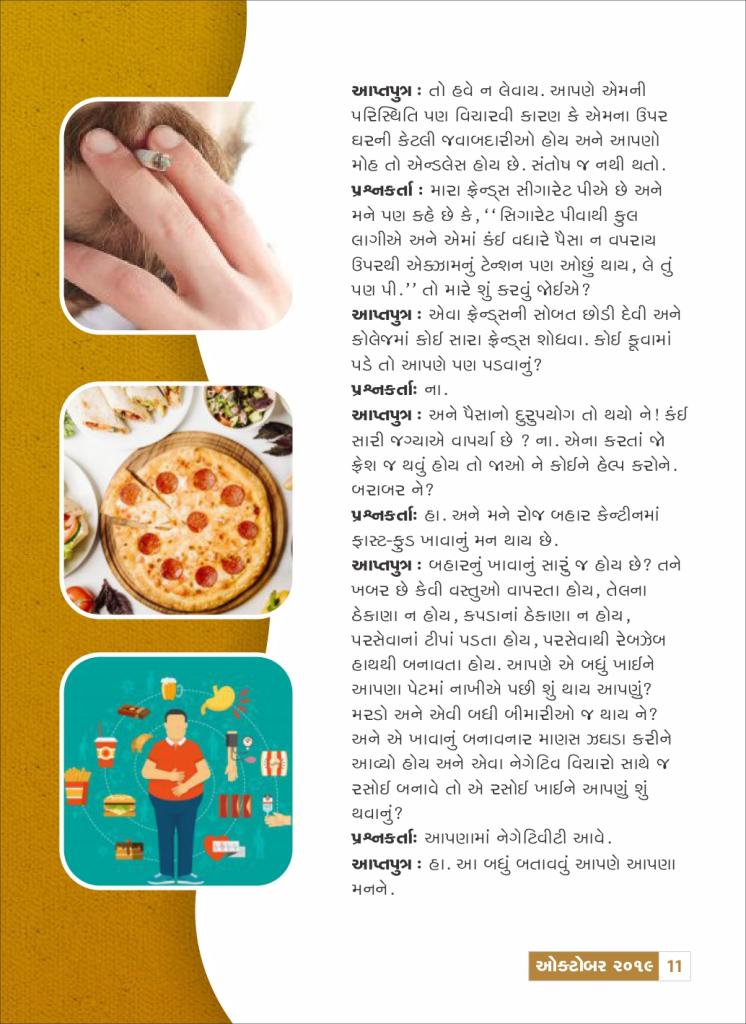 આપ્તપુત્ર : તો હવે ન લેવાય. આપણે એમની
પરિસ્થિતિ પણ વિચારવી કારણ કે એમના ઉપર
ઘરની કેટલી જવાબદારીઓ હોય અને આપણો
મોહ તો એન્ડલેસ હોય છે. સંતોષ જ નથી થતો.
પ્રશ્નકર્તા : મારા ફ્રેન્ડ્સ સીગારેટ પીએ છે અને
મને પણ કહે છે કે, ‘‘સિગારેટ પીવાથી કુલ
લાગીએ અને એમાં કંઈ વધારે પૈસા ન વપરાય
ઉપરથી એક્ઝામનું ટેન્શન પણ ઓછું થાય, લે તું
પણ પી.’’ તો મારે શું કરવું જોઈએ?
આપ્તપુત્ર : એવા ફ્રેન્ડ્સની સોબત છોડી દેવી અને
કોલેજમાં કોઈ સારા ફ્રેન્ડ્સ શોધવા. કોઈ કૂવામાં
પડે તો આપણે પણ પડવાનું?
પ્રશ્નકર્તાઃ ના.
આપ્તપુત્ર : અને પૈસાનો દુરુપયોગ તો થયો ને! કંઈ
સારી જગ્યાએ વાપર્યા છે ? ના. એના કરતાં જો
ફ્રેશ જ થવું હોય તો જાઓ ને કોઈને હેલ્પ કરોને.
બરાબર ને?
પ્રશ્નકર્તાઃ હા. અને મને રોજ બહાર કેન્ટીનમાં
ફાસ્ટ-ફુડ ખાવાનું મન થાય છે.
આપ્તપુત્ર : બહારનું ખાવાનું સારું જ હોય છે? તને
ખબર છે કેવી વસ્તુઓ વાપરતા હોય, તેલના
ઠેકાણા ન હોય, કપડાનાં ઠેકાણા ન હોય,
પરસેવાનાં ટીપાં પડતા હોય, પરસેવાથી રેબઝેબ
હાથથી બનાવતા હોય. આપણે એ બધું ખાઈને
આપણા પેટમાં નાખીએ પછી શું થાય આપણું?
મરડો અને એવી બધી બીમારીઓ જ થાય ને?
અને એ ખાવાનું બનાવનાર માણસ ઝઘડા કરીને
આવ્યો હોય અને એવા નેગેટિવ વિચારો સાથે જ
રસોઈ બનાવે તો એ રસોઈ ખાઈને આપણું શું
થવાનું?
પ્રશ્નકર્તાઃ આપણામાં નેગેટિવીટી આવે.
આપ્તપુત્ર : હા. આ બધું બતાવવું આપણે આપણા
મનને.
ઓક્ટોબર ૨૦૧૯ 11